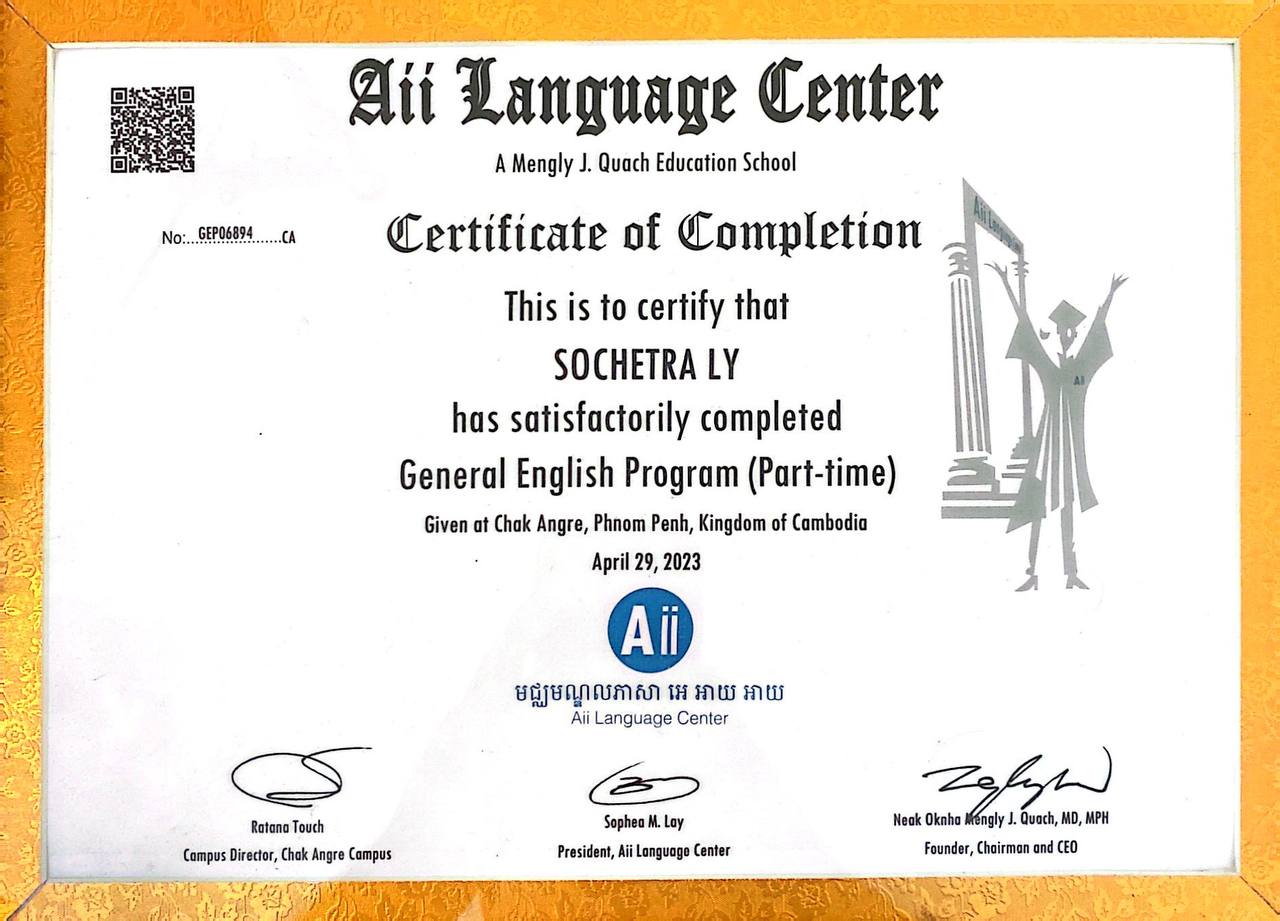 Aii Language Center
A Mengly J. Quach Education School
No:...GEP06894......CA
Certificate of Completion
This is to certify that
SOCHETRA LY
has satisfactorily completed
General English Program (Part-time)
Given at Chak Angre, Phnom Penh, Kingdom of Cambodia
April 29, 2023
Aii
មជ្ឈមណ្ឌលភាសា អេ អាយ អាយ
Aii Language Center
Ratana Touch
Campus Director, Chak Angre Campus
Sophea M. Lay
President, Aii Language Center
Neak Oknha Mengly J. Quach, MD, MPH
Founder, Chairman and CEO
Aii